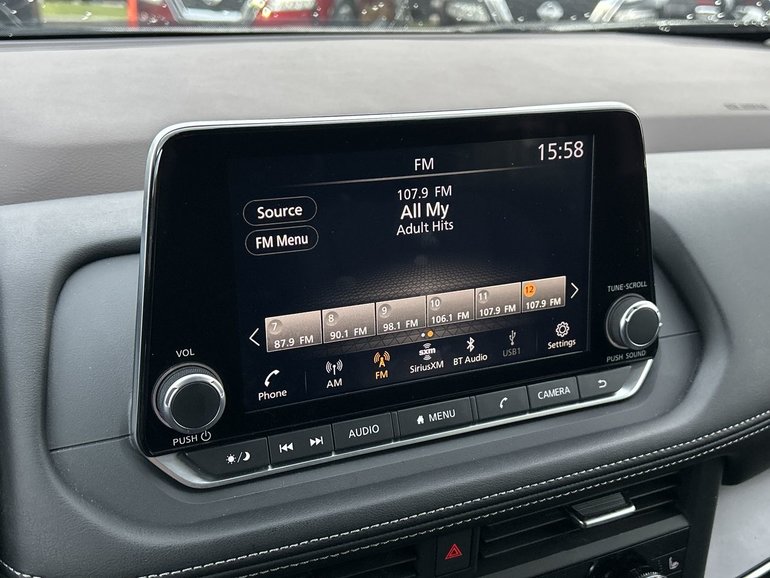 FM
15:58
107.9 FM
All My
Adult Hits
Source
FM Menu
7 8 9 10 11 12
87.9 FM 90.1 FM 98.1 FM 106.1 FM 107.9 FM 107.9 FM
Phone AM FM SiriusXM BT Audio USB1 Settings
sxm
VOL
PUSH
TUNE·SCROLL
PUSH SOUND
AUDIO MENU CAMERA